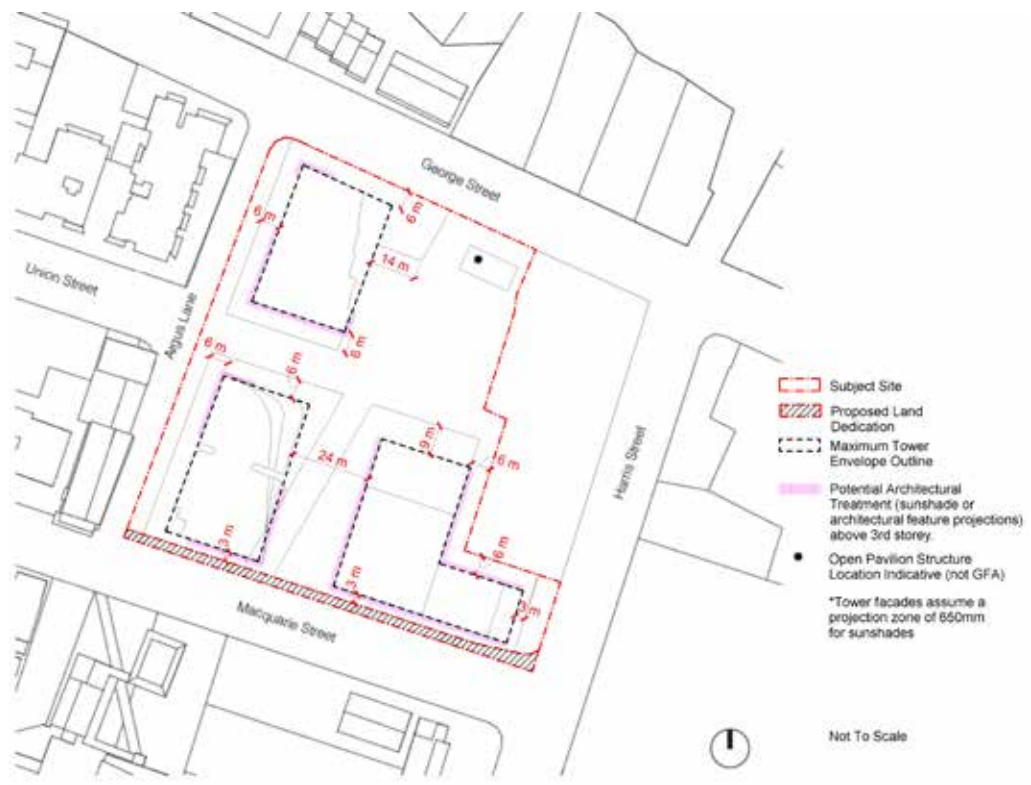 George Street
6 m
6 m
14 m
Union Street
Argus Lane
6 m
6 m
6 m
9 m
24 m
6 m
Harris Street
3 m
6 m
3 m
3 m
Macquarie Street
Subject Site
Proposed Land
Dedication
Maximum Tower
Envelope Outline
Potential Architectural
Treatment (sunshade or
architectural feature projections)
above 3rd storey.
Open Pavilion Structure
Location Indicative (not GFA)
*Tower facades assume a
projection zone of 650mm
for sunshades
Not To Scale